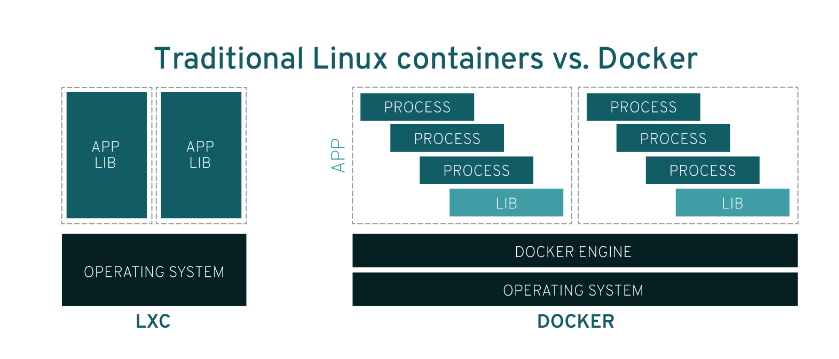 Traditional Linux containers vs. Docker
APP
LIB
APP
LIB
OPERATING SYSTEM
LXC
APP
PROCESS
PROCESS
PROCESS
LIB
PROCESS
PROCESS
PROCESS
LIB
DOCKER ENGINE
OPERATING SYSTEM
DOCKER